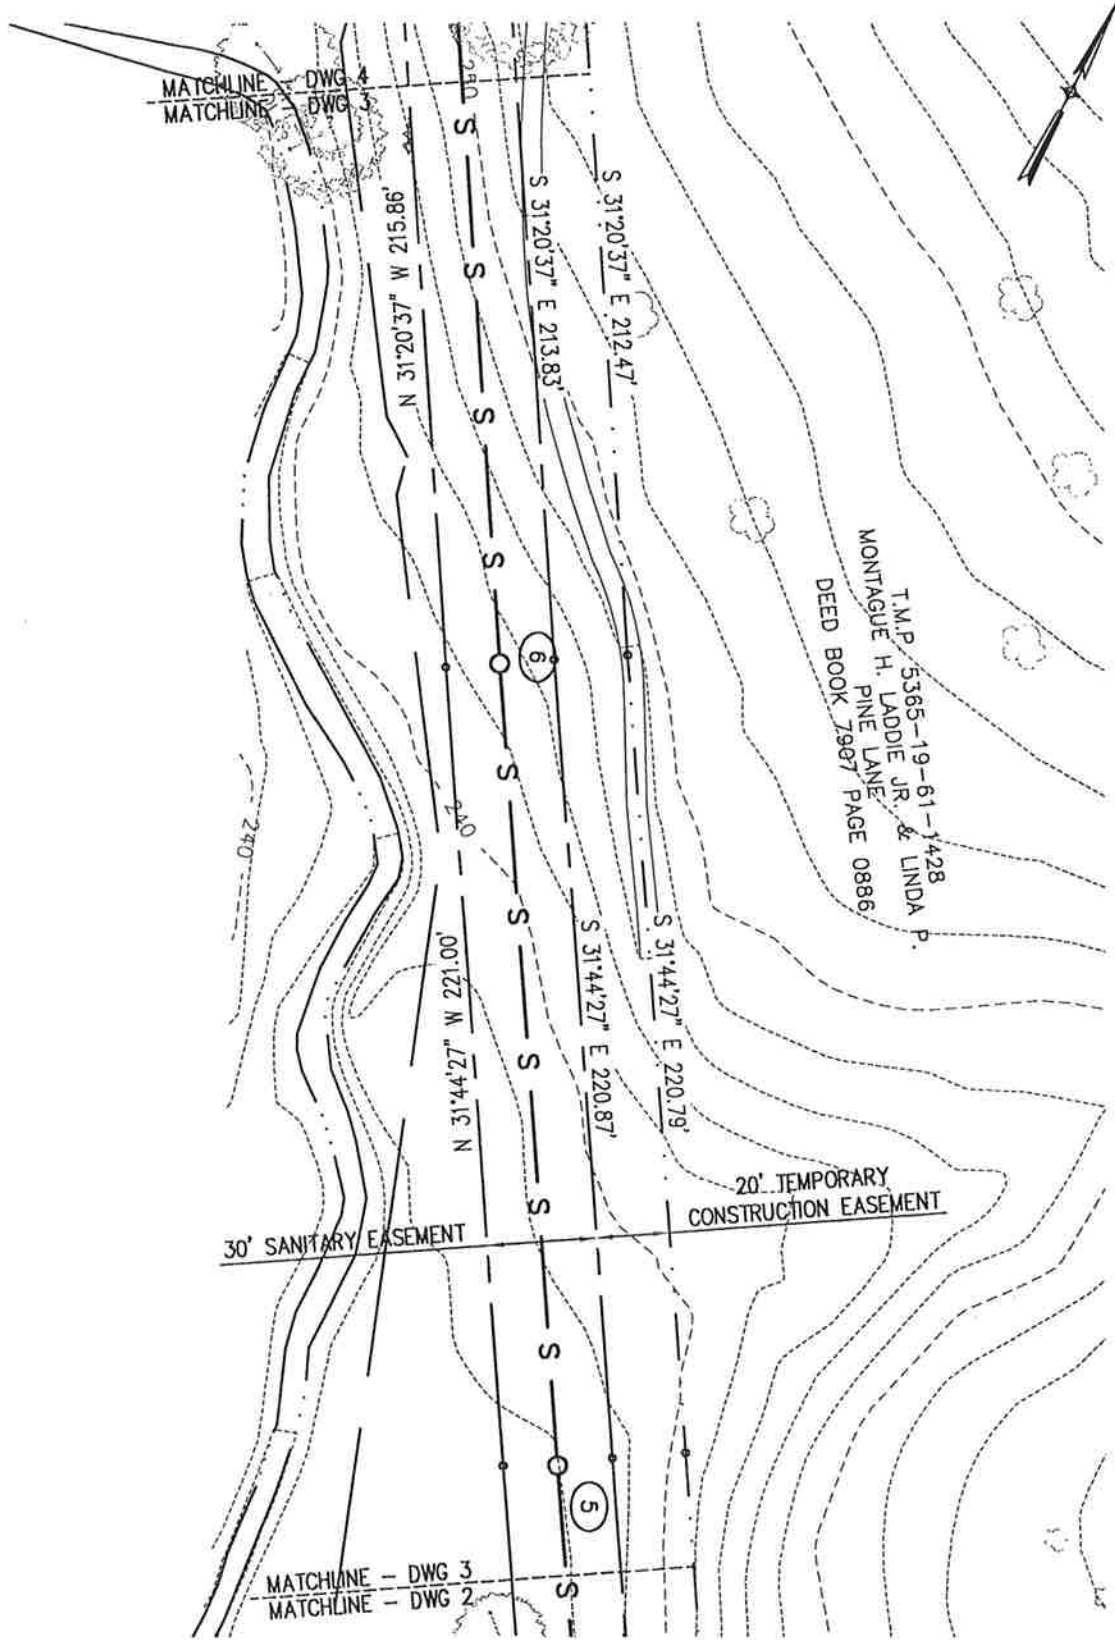 MATCHLINE - DWG 4
MATCHLINE - DWG 3
250
S
S
S
S
S
S
S
S
S
S
S
N 31°20'37" W 215.86'
S 31°20'37" E 213.83'
S 31°20'37" E 212.47'
6
T.M.P 5365-19-61-1428
MONTAGUE H. LADDIE JR. & LINDA P.
PINE LANE
DEED BOOK 7907 PAGE 0886
240
240
N 31°44'27" W 221.00'
S 31°44'27" E 220.87'
S 31°44'27" E 220.79'
20' TEMPORARY
CONSTRUCTION EASEMENT
30' SANITARY EASEMENT
5
MATCHLINE - DWG 3
MATCHLINE - DWG 2